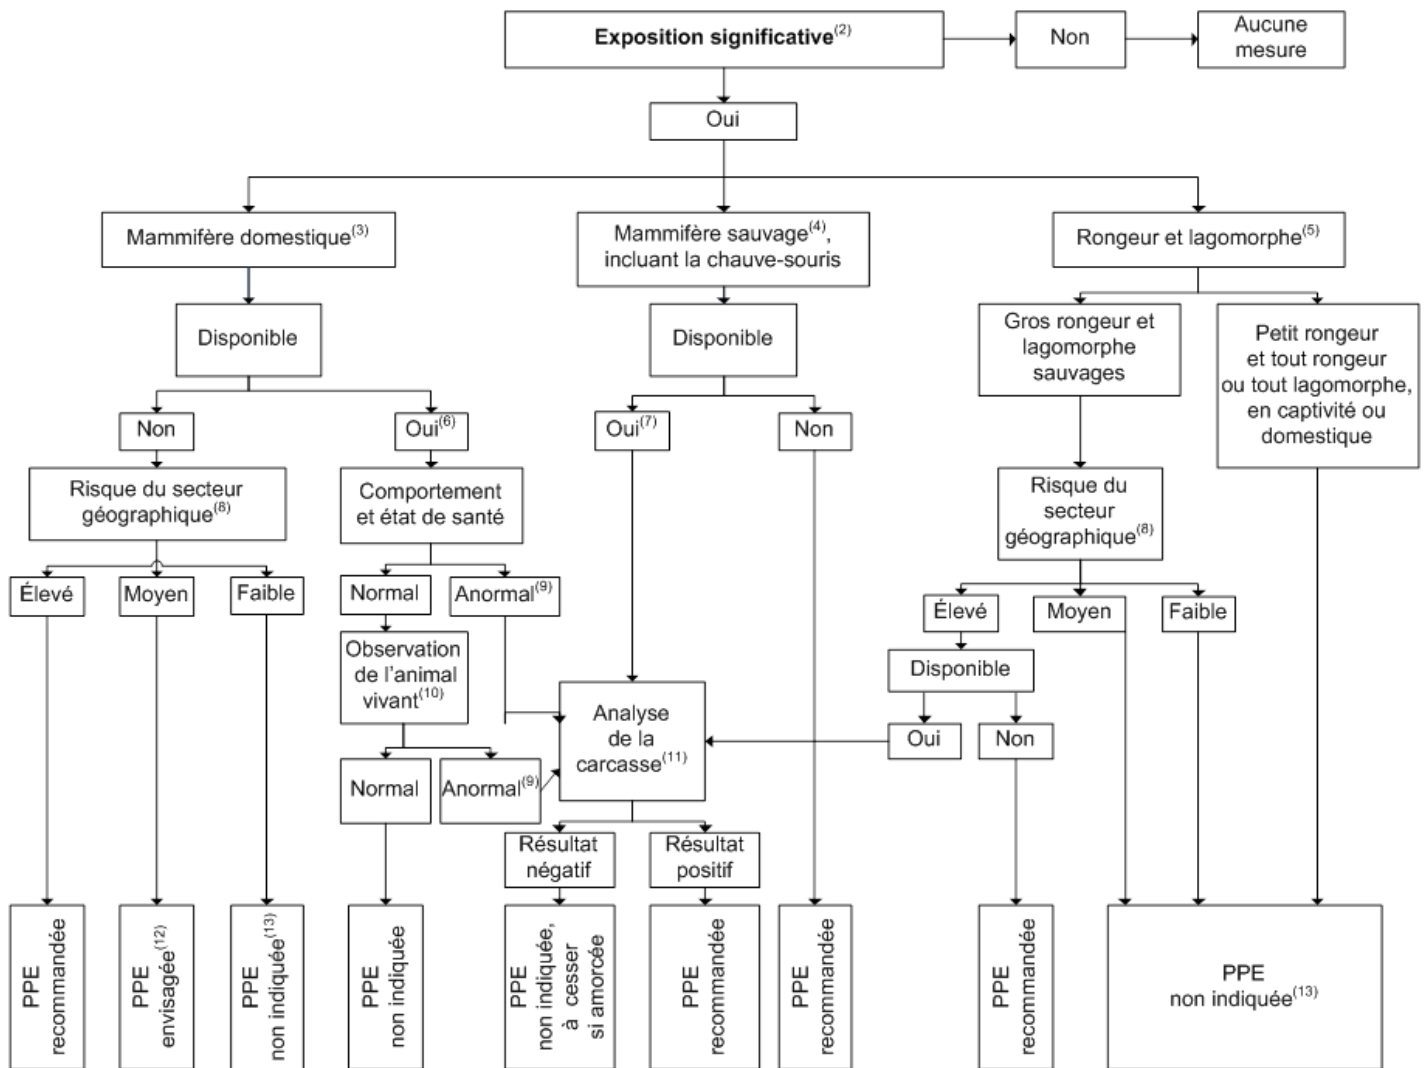 Exposition significative(2)
Non
Aucune
mesure
Oui
Mammifère domestique(3)
Mammifère sauvage(4),
incluant la chauve-souris
Rongeur et lagomorphe(5)
Disponible
Disponible
Gros rongeur et
lagomorphe
sauvages
Petit rongeur
et tout rongeur
ou tout lagomorphe,
en captivité ou
domestique
Non
Oui(6)
Oui(7)
Non
Risque du secteur
géographique(8)
Comportement
et état de santé
Risque du
secteur
géographique(8)
Élevé
Moyen
Faible
Normal
Anormal(9)
Élevé
Moyen
Faible
Observation
de l'animal
vivant(10)
Disponible
Analyse
de la
carcasse(11)
Oui
Non
Normal
Anormal(9)
Résultat
négatif
Résultat
positif
PPE
recommandée
PPE
envisagée(12)
PPE
non indiquée(13)
PPE
non indiquée
PPE
non indiquée,
à cesser
si amorcée
PPE
recommandée
PPE
recommandée
PPE
recommandée
PPE
non indiquée(13)